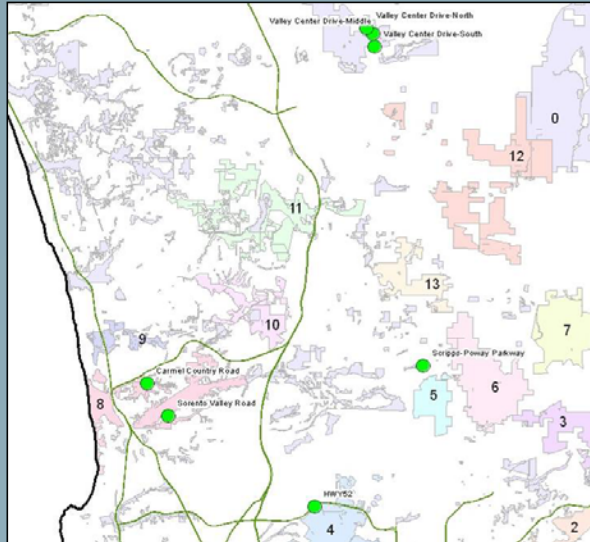 Valley Center Drive-North
Valley Center Drive-Middle
Valley Center Drive-South
0
12
11
13
10
7
9
Scripps-Poway Parkway
Carmel Country Road
6
5
8
Sorento Valley Road
3
HWY52
4
2